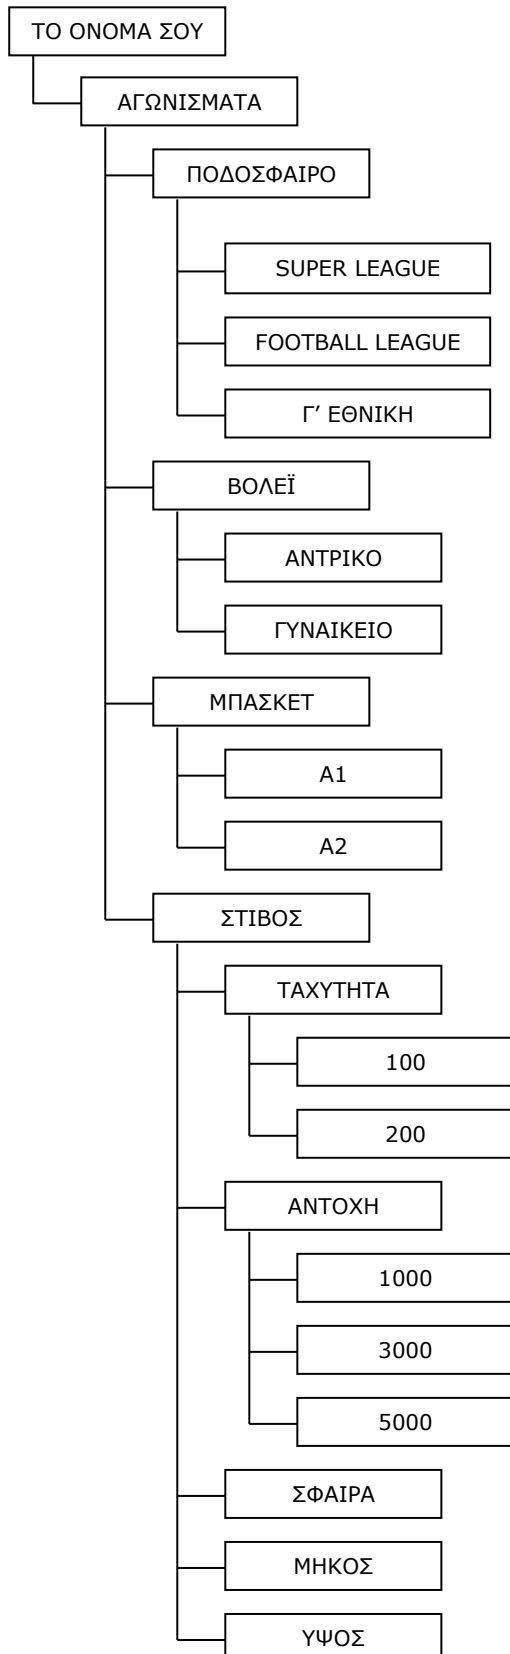 ΤΟ ΟΝΟΜΑ ΣΟΥ
ΑΓΩΝΙΣΜΑΤΑ
ΠΟΔΟΣΦΑΙΡΟ
SUPER LEAGUE
FOOTBALL LEAGUE
Γ’ ΕΘΝΙΚΗ
ΒΟΛΕΪ
ΑΝΤΡΙΚΟ
ΓΥΝΑΙΚΕΙΟ
ΜΠΑΣΚΕΤ
Α1
Α2
ΣΤΙΒΟΣ
ΤΑΧΥΤΗΤΑ
100
200
ΑΝΤΟΧΗ
1000
3000
5000
ΣΦΑΙΡΑ
ΜΗΚΟΣ
ΥΨΟΣ